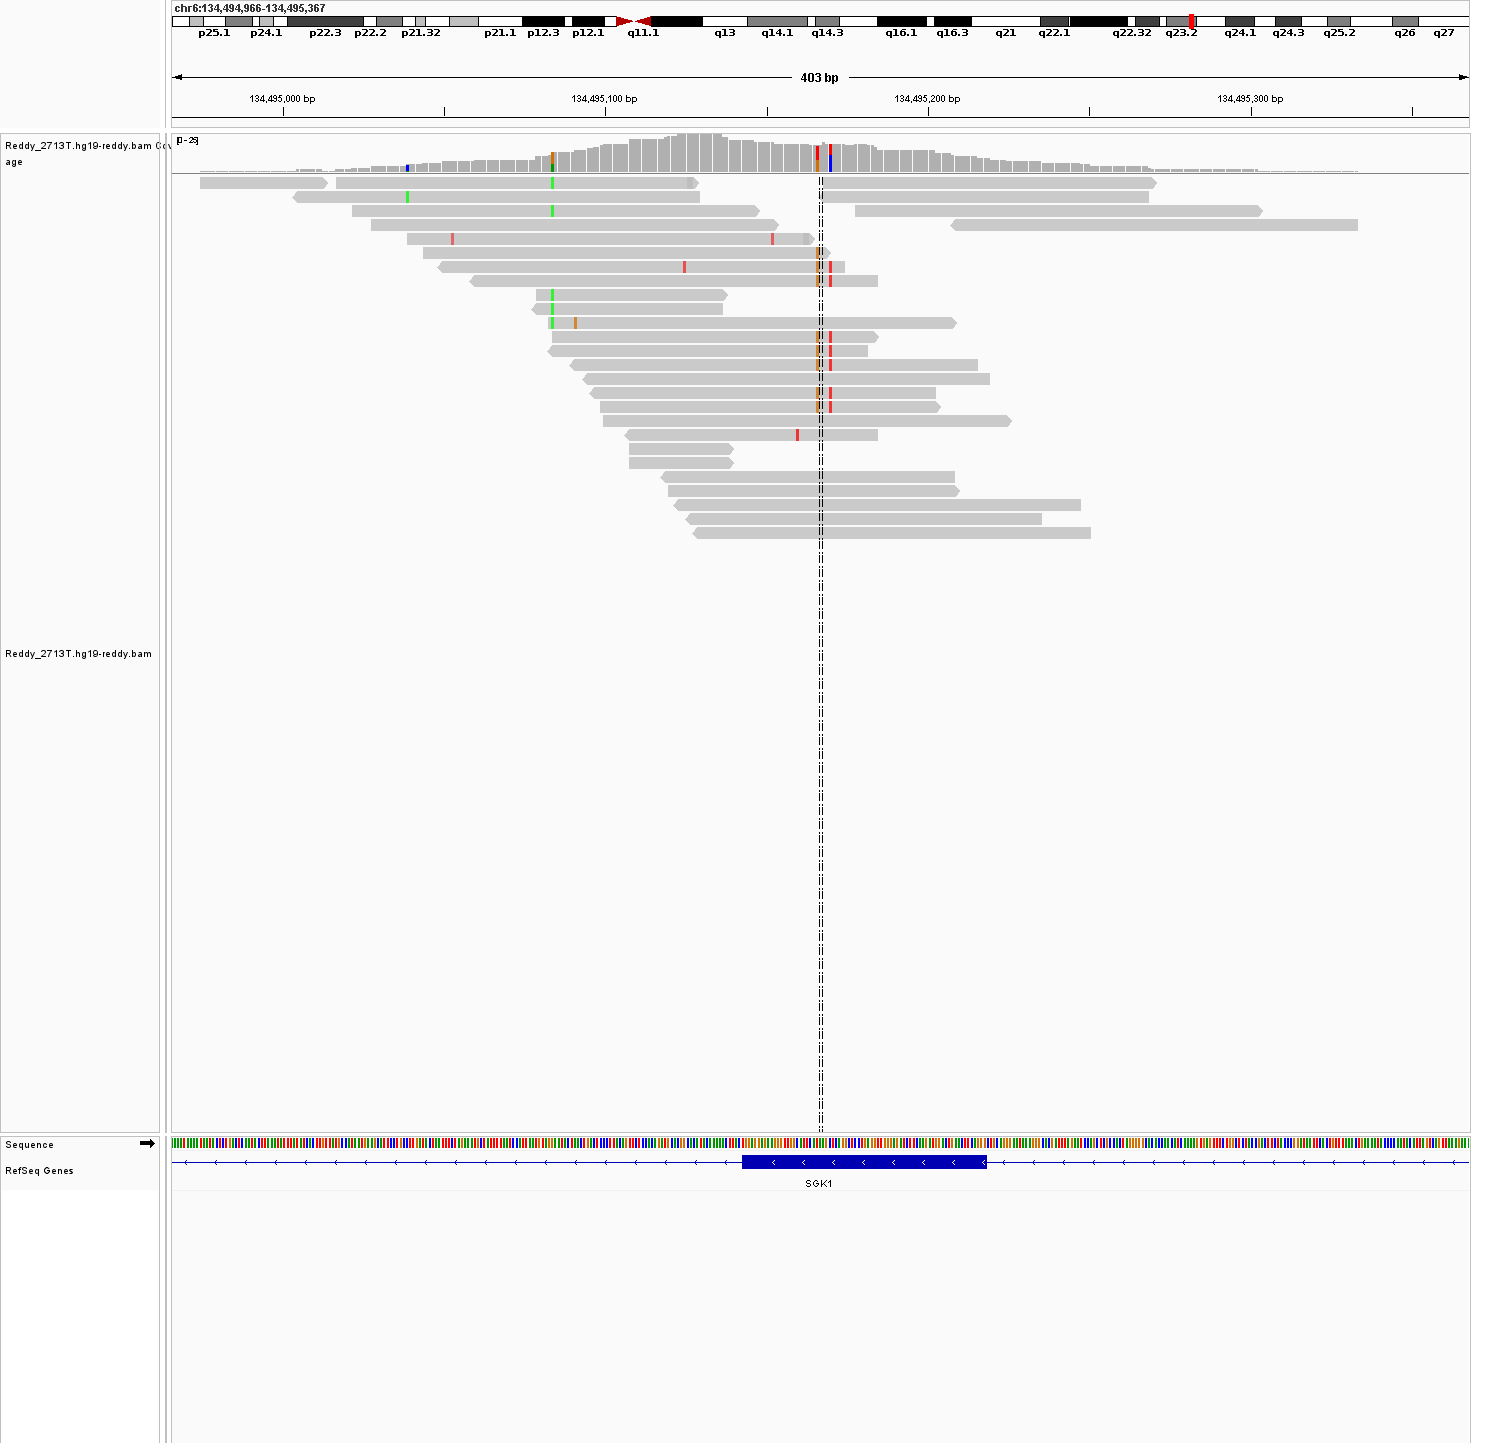 chr6:134,494,966-134,495,367
p25.1 p24.1 p22.3 p22.2 p21.32 p21.1 p12.3 p12.1 q11.1 q13 q14.1 q14.3 q16.1 q16.3 q21 q22.1 q22.32 q23.2 q24.1 q24.3 q25.2 q26 q27
403 bp
134,495,000 bp 134,495,100 bp 134,495,200 bp 134,495,300 bp
Reddy_2713T.hg19-reddy.bam Cov
age
[0-25]
Reddy_2713T.hg19-reddy.bam
Sequence
RefSeq Genes
SGK1